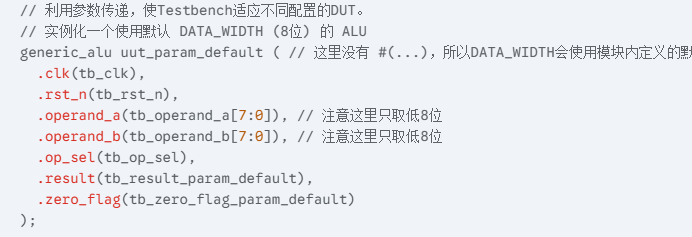 // 利用参数传递，使Testbench适应不同配置的DUT。
// 实例化一个使用默认 DATA_WIDTH (8位) 的 ALU
generic_alu uut_param_default ( // 这里没有 #(...)，所以DATA_WIDTH会使用模块内定义的默
.clk(tb_clk),
.rst_n(tb_rst_n),
.operand_a(tb_operand_a[7:0]), // 注意这里只取低8位
.operand_b(tb_operand_b[7:0]), // 注意这里只取低8位
.op_sel(tb_op_sel),
.result(tb_result_param_default),
.zero_flag(tb_zero_flag_param_default)
);